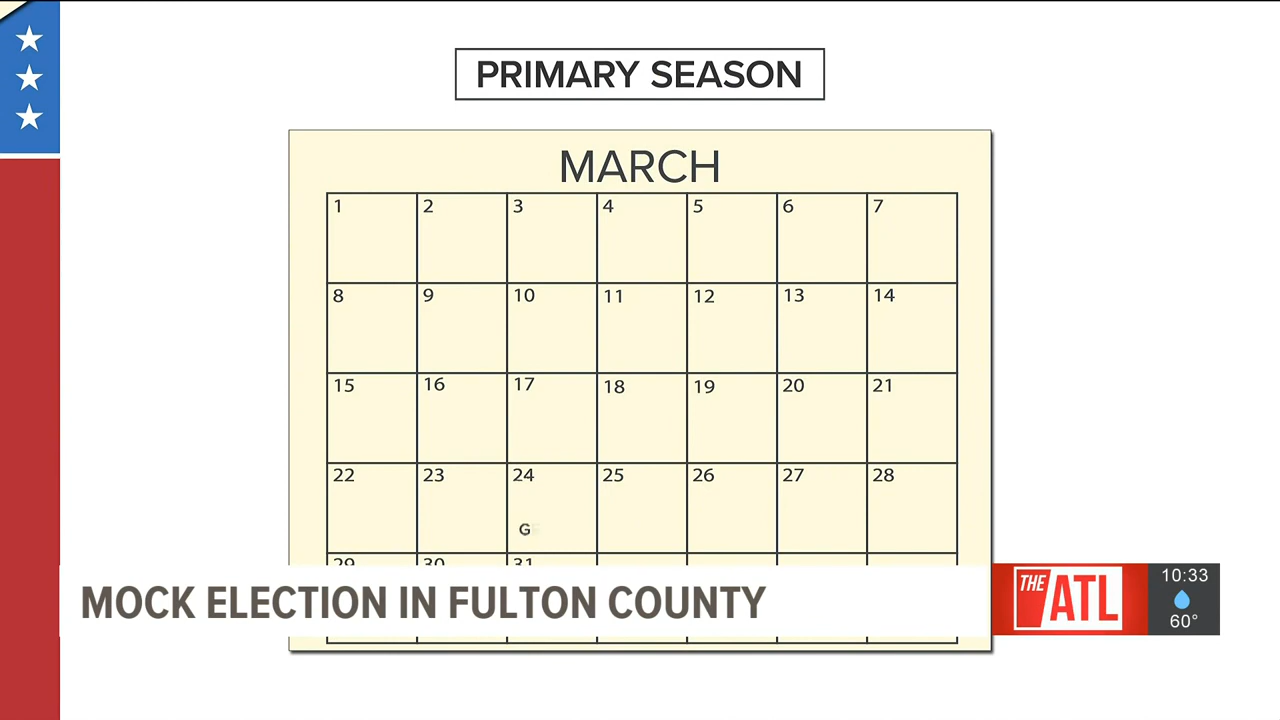 PRIMARY SEASON
MARCH
1 2 3 4 5 6 7
8 9 10 11 12 13 14
15 16 17 18 19 20 21
22 23 24 25 26 27 28
G
29 30 31
MOCK ELECTION IN FULTON COUNTY
THE ATL
10:33
60°